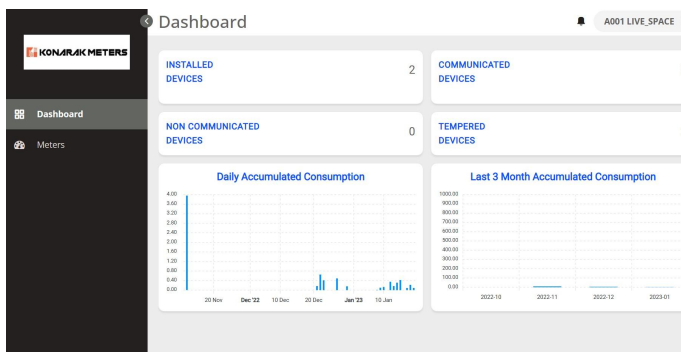 Dashboard
A001 LIVE_SPACE
KONARAK METERS
INSTALLED
DEVICES
2
COMMUNICATED
DEVICES
Dashboard
Meters
NON COMMUNICATED
DEVICES
0
TEMPERED
DEVICES
Daily Accumulated Consumption
4.00
3.60
3.20
2.80
2.40
2.00
1.60
1.20
0.80
0.40
0.00
20 Nov Dec '22 10 Dec 20 Dec Jan '23 10 Jan
Last 3 Month Accumulated Consumption
1000.00
900.00
800.00
700.00
600.00
500.00
400.00
300.00
200.00
100.00
0.00
2022-10 2022-11 2022-12 2023-01